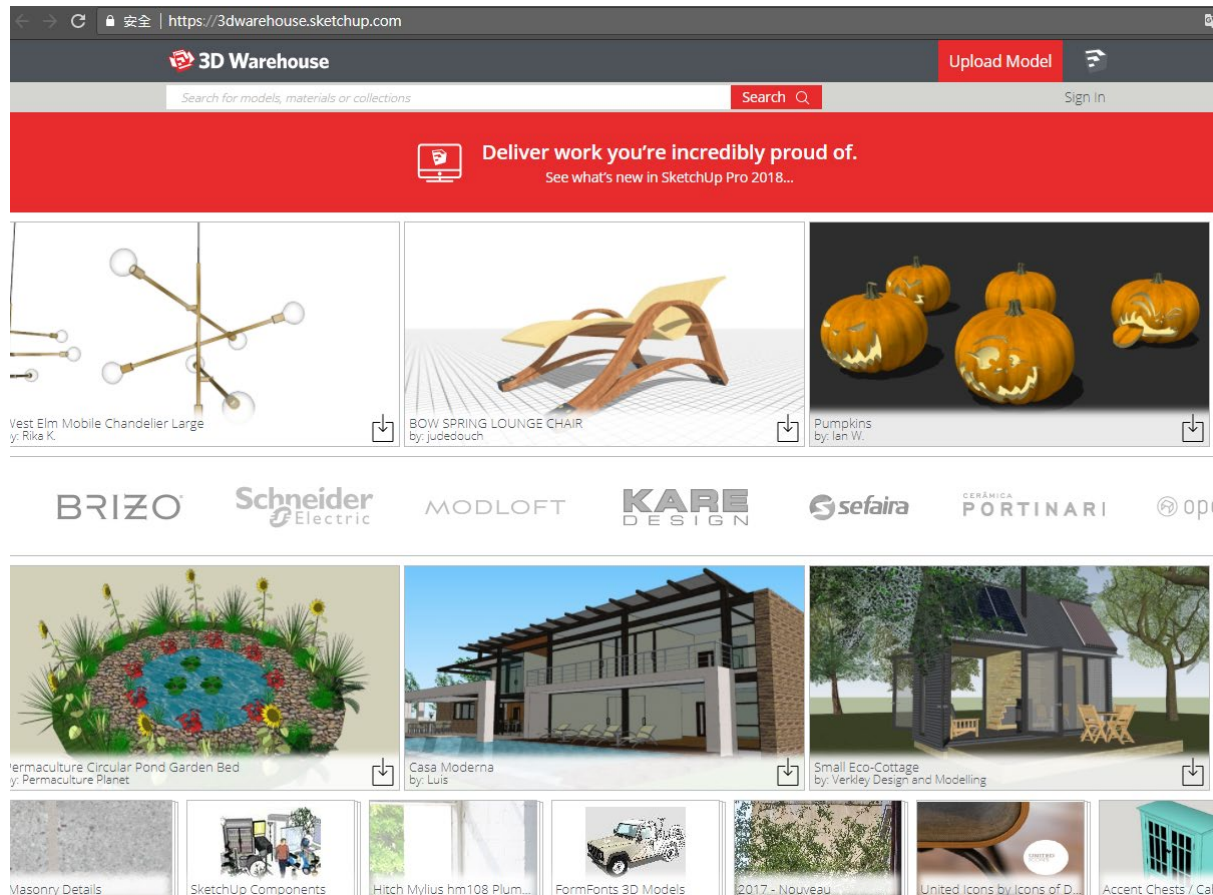 安全 | https://3dwarehouse.sketchup.com
3D Warehouse
Upload Model
Search for models, materials or collections
Search
Sign In
Deliver work you're incredibly proud of.
See what's new in SketchUp Pro 2018...
West Elm Mobile Chandelier Large
by: Rika K.
BOW SPRING LOUNGE CHAIR
by: judedouch
Pumpkins
by: Ian W.
BRIZO
Schneider
Electric
MODLOFT
KARE
DESIGN
sefaira
CERÂMICA
PORTINARI
op
Permaculture Circular Pond Garden Bed
by: Permaculture Planet
Casa Moderna
by: Luis
Small Eco-Cottage
by: Verkley Design and Modelling
Masonry Details
SketchUp Components
Hitch Mylius hm108 Plum...
FormFonts 3D Models
2017 - Nouveau
United Icons by Icons of D...
Accent Chests / Ca